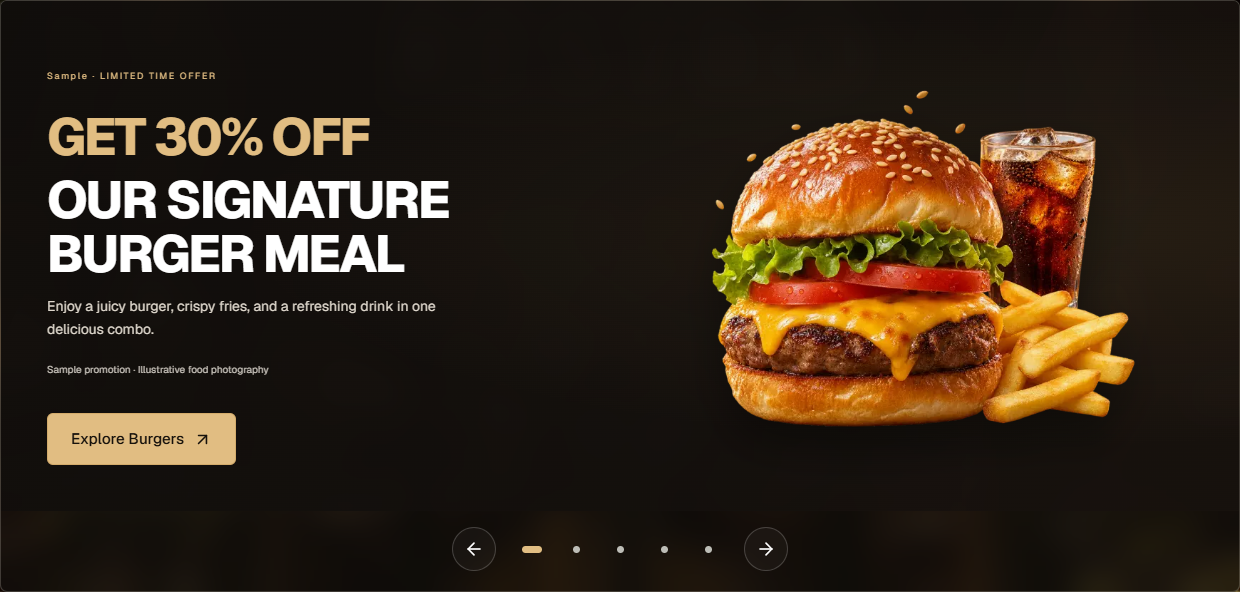 Sample · LIMITED TIME OFFER
GET 30% OFF
OUR SIGNATURE
BURGER MEAL
Enjoy a juicy burger, crispy fries, and a refreshing drink in one
delicious combo.
Sample promotion · Illustrative food photography
Explore Burgers